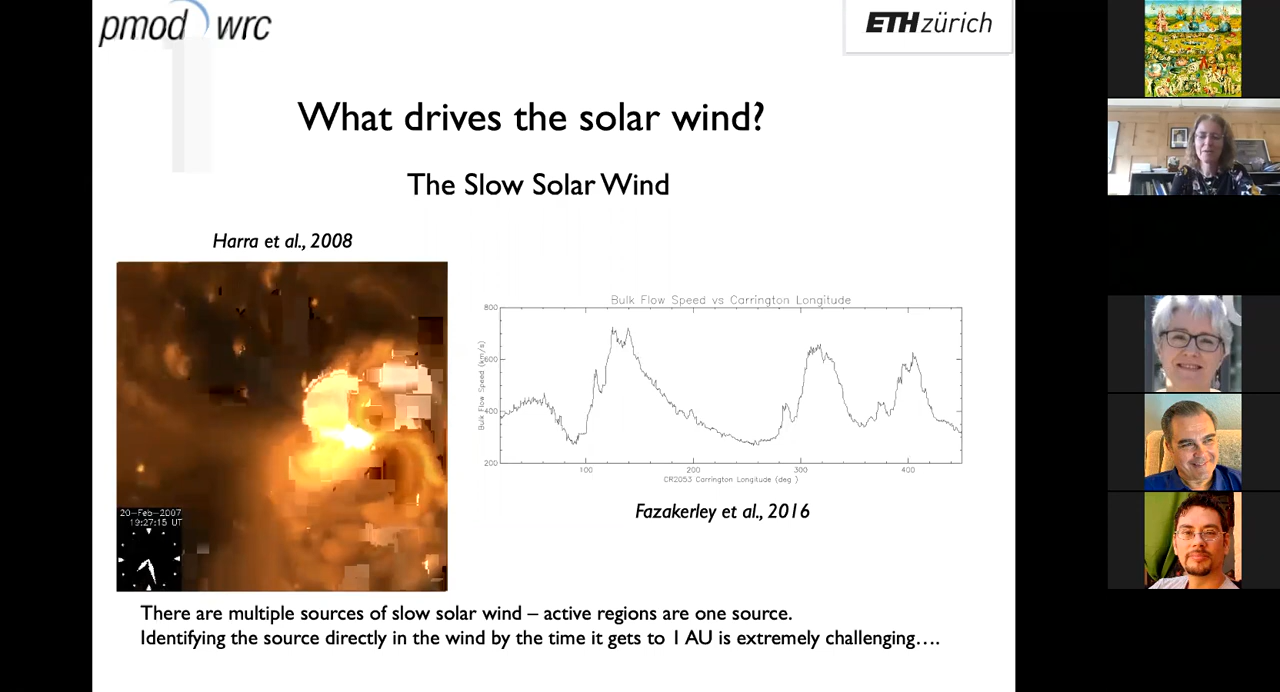 pmod wrc
ETH zürich
What drives the solar wind?
The Slow Solar Wind
Harra et al., 2008
20-Feb-2007
19:27:15 UT
Bulk Flow Speed vs Carrington Longitude
Bulk Flow Speed (km/s)
800
600
400
200
100
200
300
400
CR2053 Carrington Longitude (deg )
Fazakerley et al., 2016
There are multiple sources of slow solar wind – active regions are one source.
Identifying the source directly in the wind by the time it gets to 1 AU is extremely challenging….